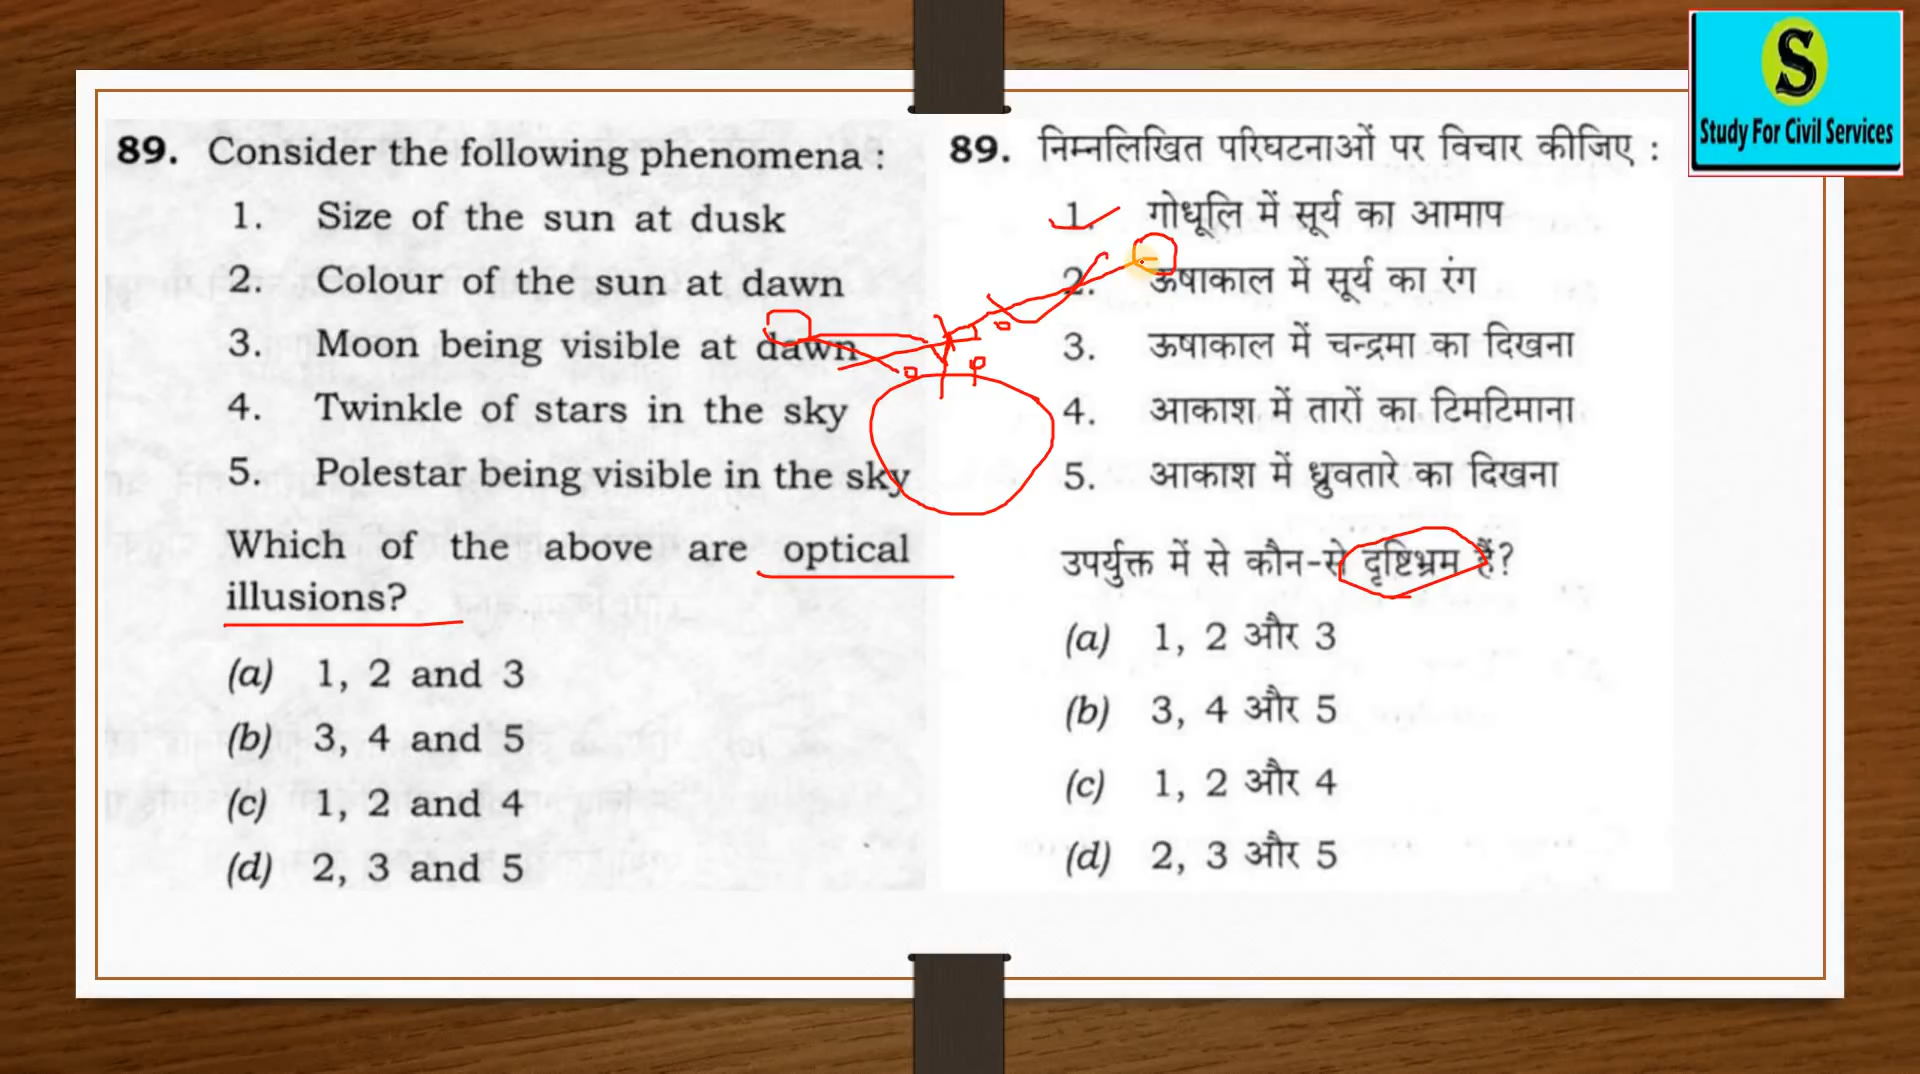 89. Consider the following phenomena :
1. Size of the sun at dusk
2. Colour of the sun at dawn
3. Moon being visible at dawn
4. Twinkle of stars in the sky
5. Polestar being visible in the sky
Which of the above are optical
illusions?
(a) 1, 2 and 3
(b) 3, 4 and 5
(c) 1, 2 and 4
(d) 2, 3 and 5
89. निम्नलिखित परिघटनाओं पर विचार कीजिए :
1. गोधूलि में सूर्य का आमाप
2. ऊषाकाल में सूर्य का रंग
3. ऊषाकाल में चन्द्रमा का दिखना
4. आकाश में तारों का टिमटिमाना
5. आकाश में ध्रुवतारे का दिखना
उपर्युक्त में से कौन-से दृष्टिभ्रम हैं?
(a) 1, 2 और 3
(b) 3, 4 और 5
(c) 1, 2 और 4
(d) 2, 3 और 5
S
Study For Civil Services